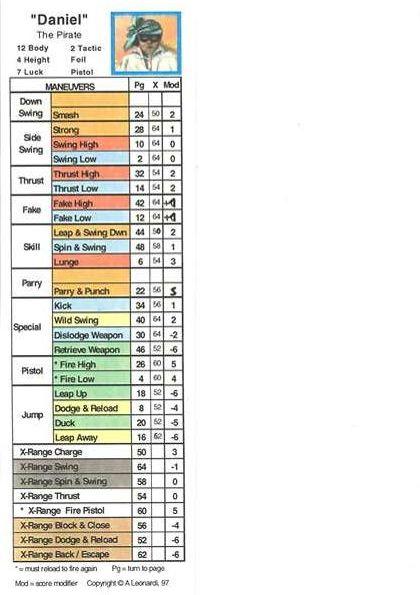 "Daniel"
The Pirate
12 Body 2 Tactic
4 Height Foil
7 Luck Pistol
MANEUVERS Pg X Mod
Down Swing
Smash 24 50 2
Side Swing
Strong 28 64 1
Swing High 10 64 0
Swing Low 2 64 0
Thrust
Thrust High 32 54 2
Thrust Low 14 54 2
Fake
Fake High 42 64 +1
Fake Low 12 64 +1
Skill
Leap & Swing Dwn 44 50 2
Spin & Swing 48 58 1
Lunge 6 54 3
Parry
Parry & Punch 22 56
Special
Kick 34 56 1
Wild Swing 40 64 2
Dislodge Weapon 30 64 -2
Retrieve Weapon 46 52 -6
Pistol
* Fire High 26 60 5
* Fire Low 4 60 4
Jump
Leap Up 18 52 -6
Dodge & Reload 8 52 -4
Duck 20 52 -5
Leap Away 16 52 -6
X-Range Charge 50 3
X-Range Swing 64 -1
X-Range Spin & Swing 58 0
X-Range Thrust 54 0
* X-Range Fire Pistol 60 5
X-Range Block & Close 56 -4
X-Range Dodge & Reload 52 -6
X-Range Back / Escape 62 -6
* = must reload to fire again Pg = turn to page
Mod = score modifier Copyright © A Leonardi, 97